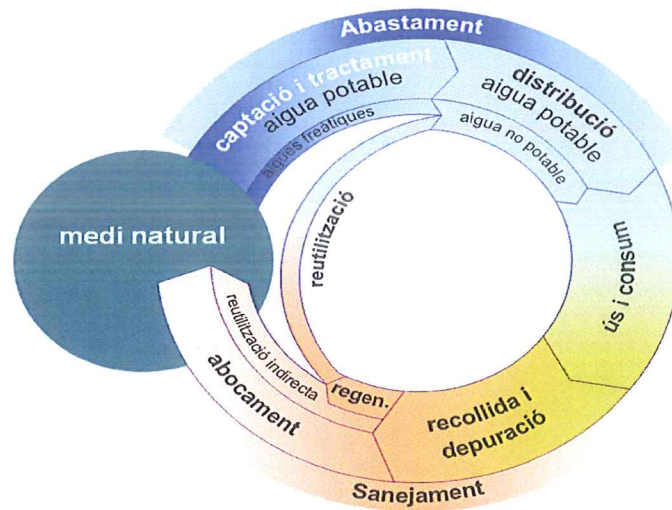 Abastament
captació i tractament
aigua potable
aigües freàtiques
distribució
aigua potable
aigua no potable
medi natural
reutilització
ús i consum
reutilització indirecta
abocament
regen.
recollida i
depuració
Sanejament